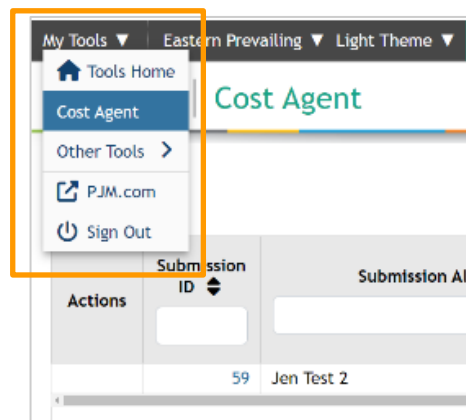 My Tools ▼ Eastern Prevailing ▼ Light Theme ▼
Tools Home
Cost Agent
Cost Agent
Other Tools >
PJM.com
Sign Out
Actions
Submission
ID
Submission
59 Jen Test 2